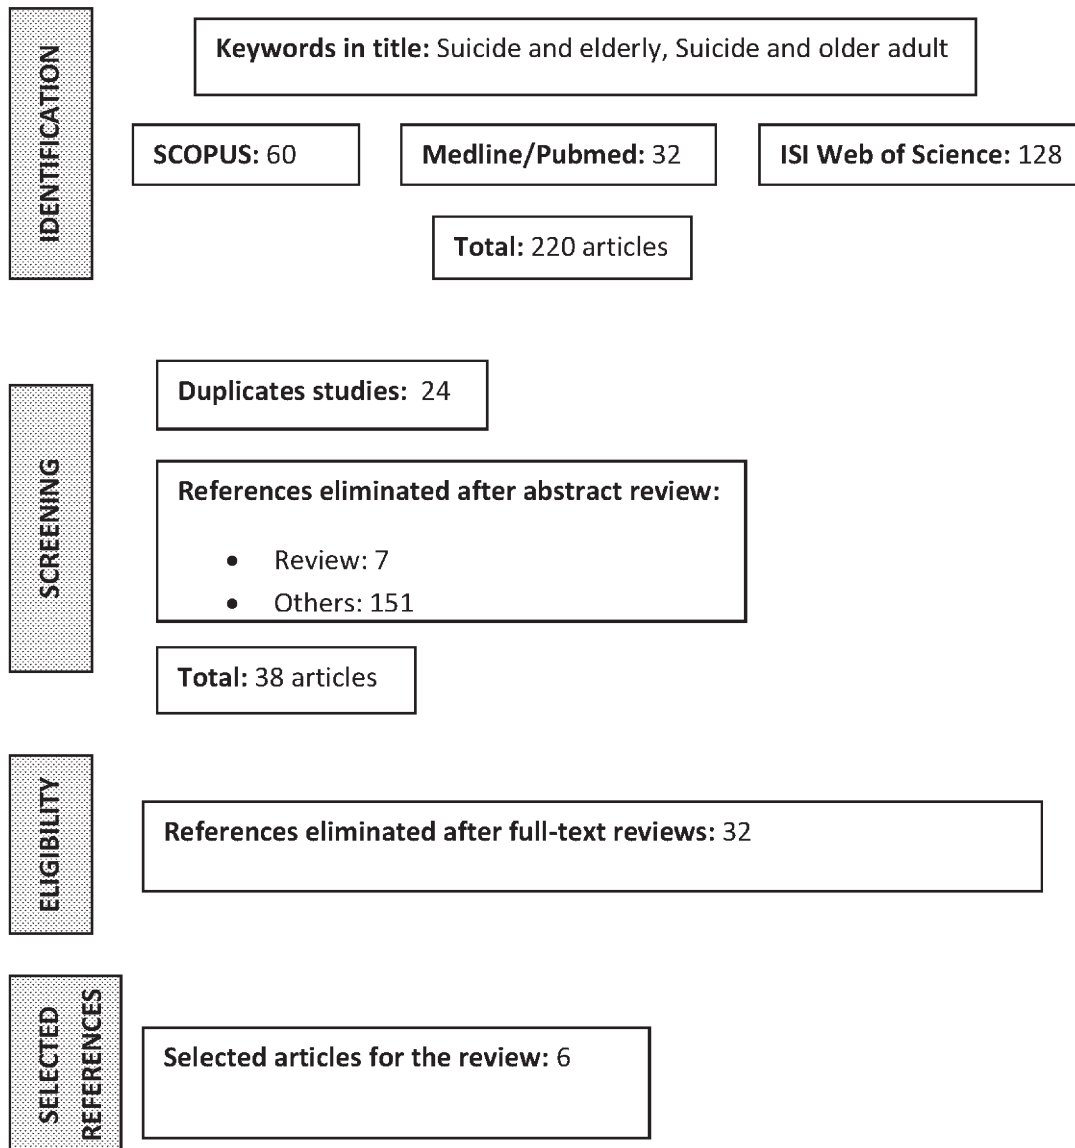 IDENTIFICATION
Keywords in title: Suicide and elderly, Suicide and older adult
SCOPUS: 60
Medline/Pubmed: 32
ISI Web of Science: 128
Total: 220 articles
SCREENING
Duplicates studies: 24
References eliminated after abstract review:
• Review: 7
• Others: 151
Total: 38 articles
ELIGIBILITY
References eliminated after full-text reviews: 32
SELECTED
REFERENCES
Selected articles for the review: 6